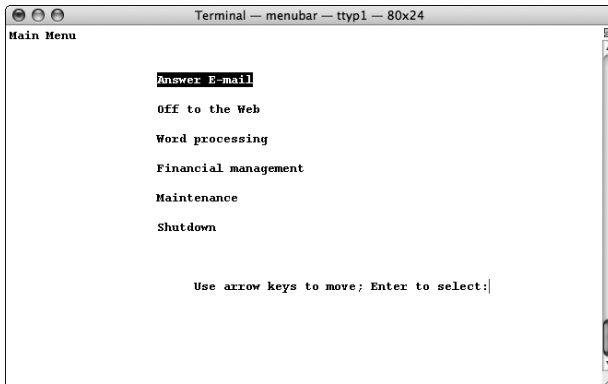 Terminal — menubar — ttyp1 — 80x24
Main Menu
Answer E-mail
Off to the Web
Word processing
Financial management
Maintenance
Shutdown
Use arrow keys to move; Enter to select: